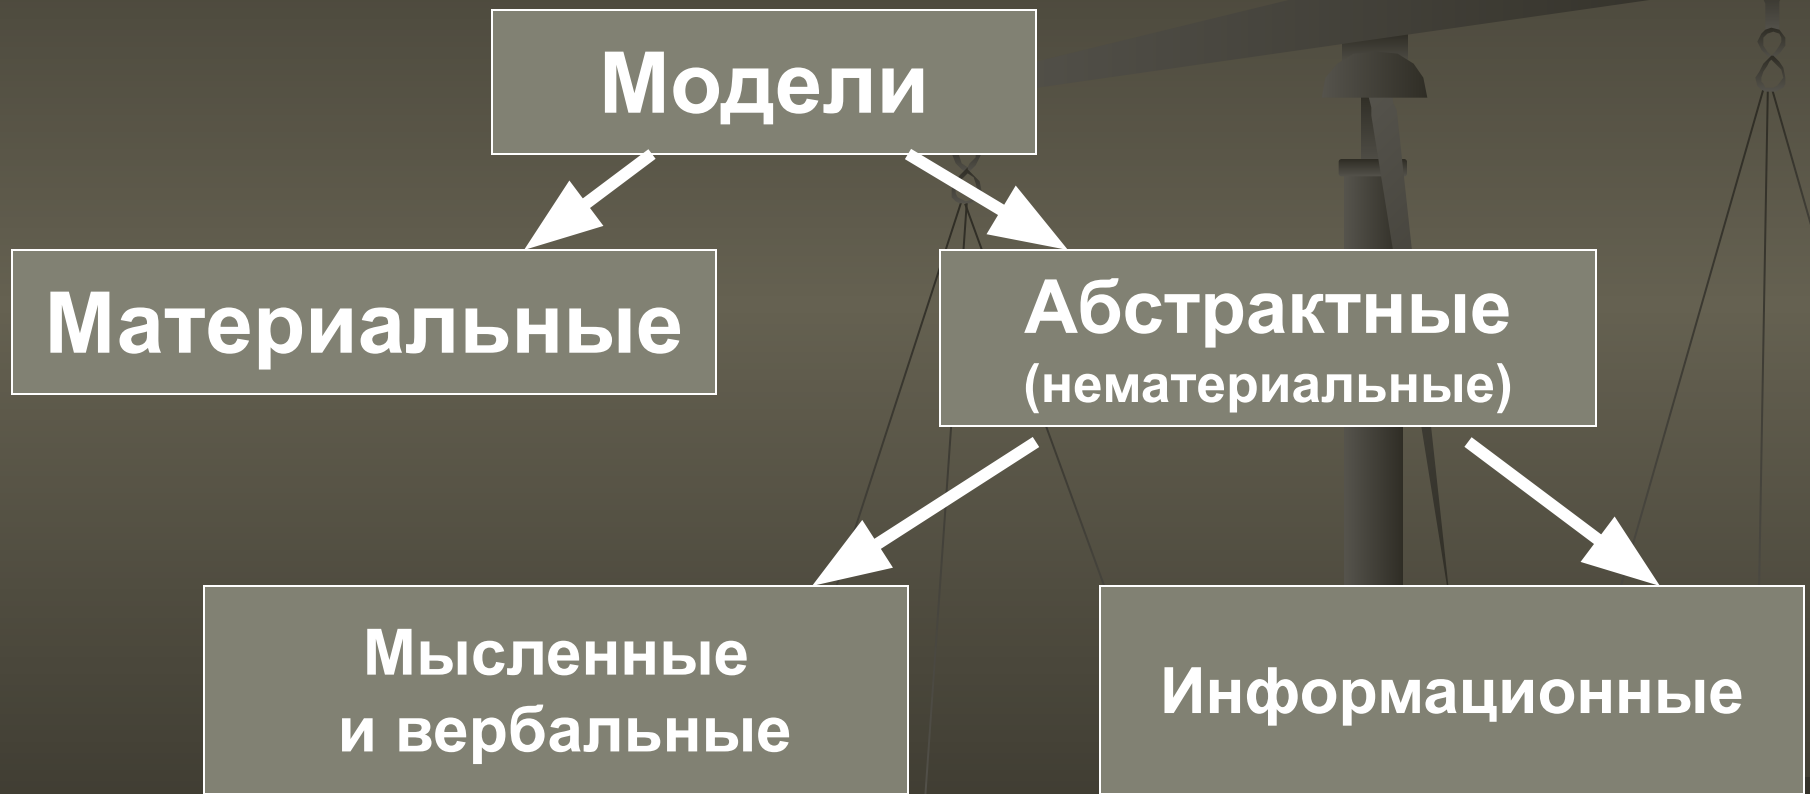 Модели
Материальные
Абстрактные
(нематериальные)
Мысленные
и вербальные
Информационные